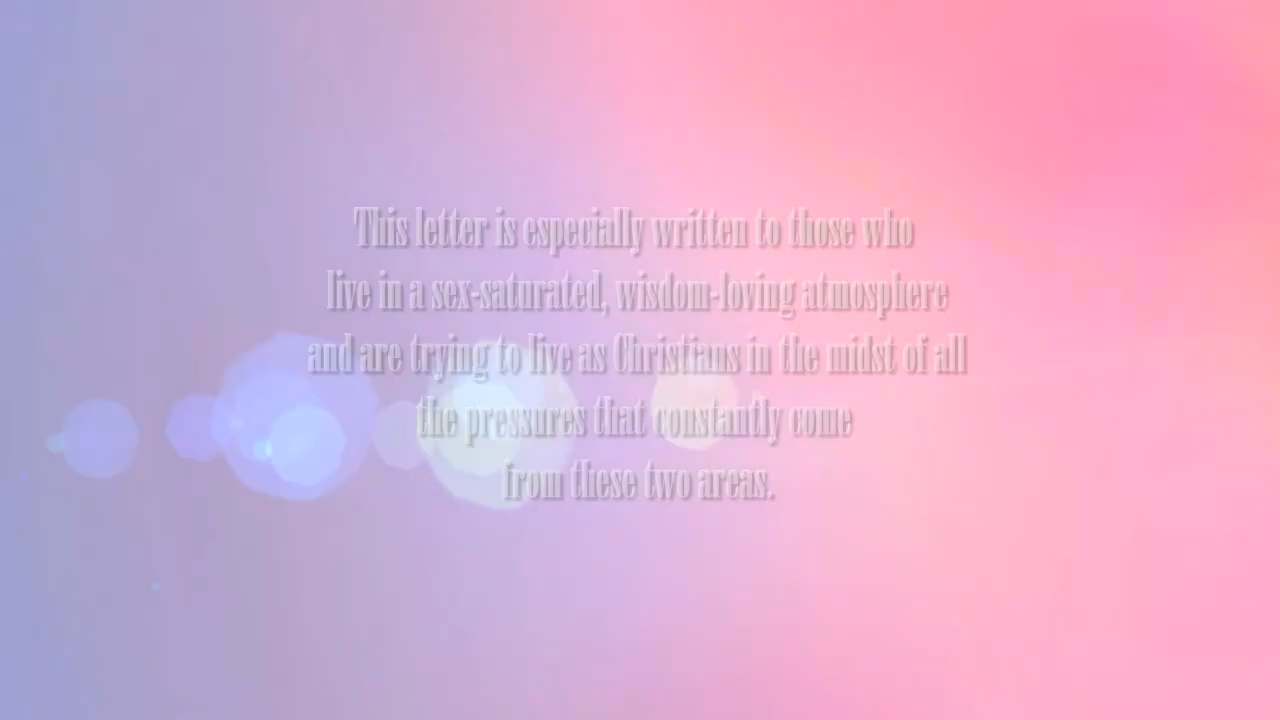 This letter is especially written to those who
live in a sex-saturated, wisdom-loving atmosphere
and are trying to live as Christians in the midst of all
the pressures that constantly come
from these two areas.